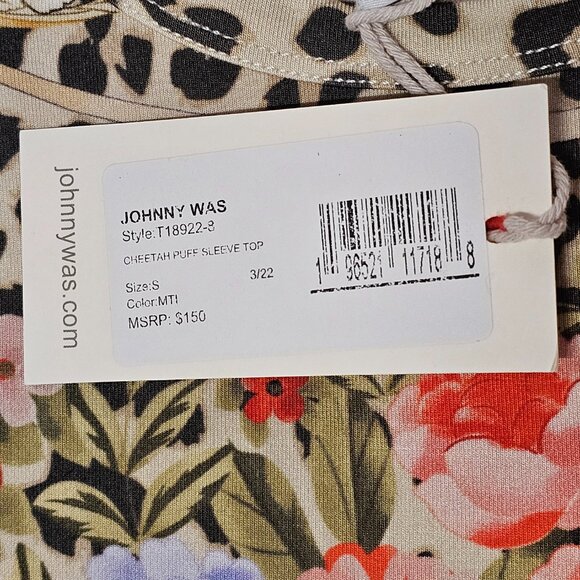 johnnywas.com
JOHNNY WAS
Style:T18922-8
CHEETAH PUFF SLEEVE TOP
3/22
Size:S
Color:MTI
MSRP: $150
1 96521 11718 8